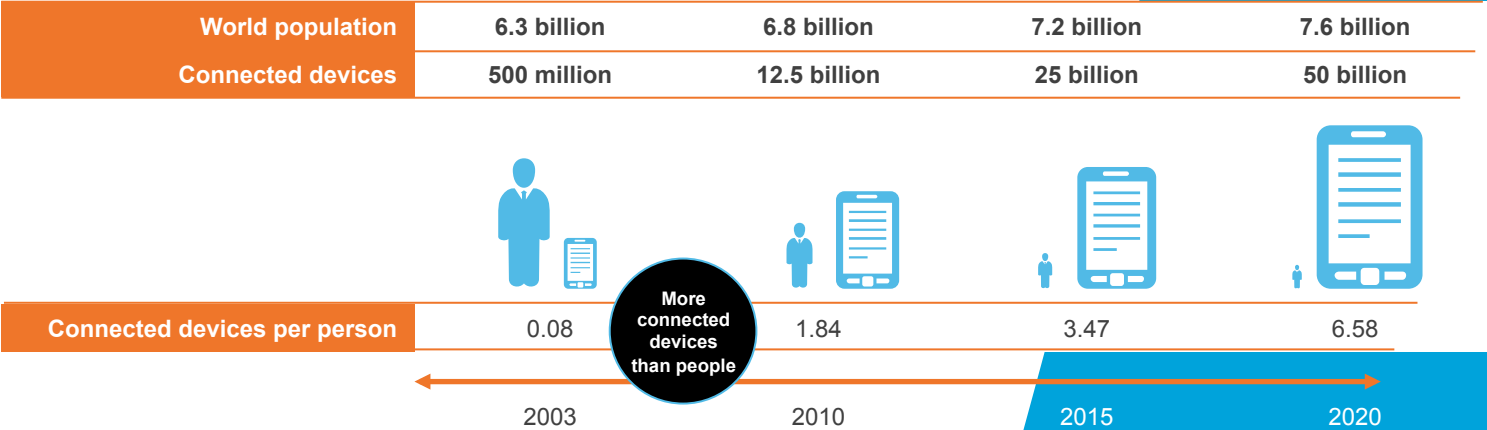 World population 6.3 billion 6.8 billion 7.2 billion 7.6 billion
Connected devices 500 million 12.5 billion 25 billion 50 billion
More
connected
devices
than people
Connected devices per person 0.08 1.84 3.47 6.58
2003 2010 2015 2020